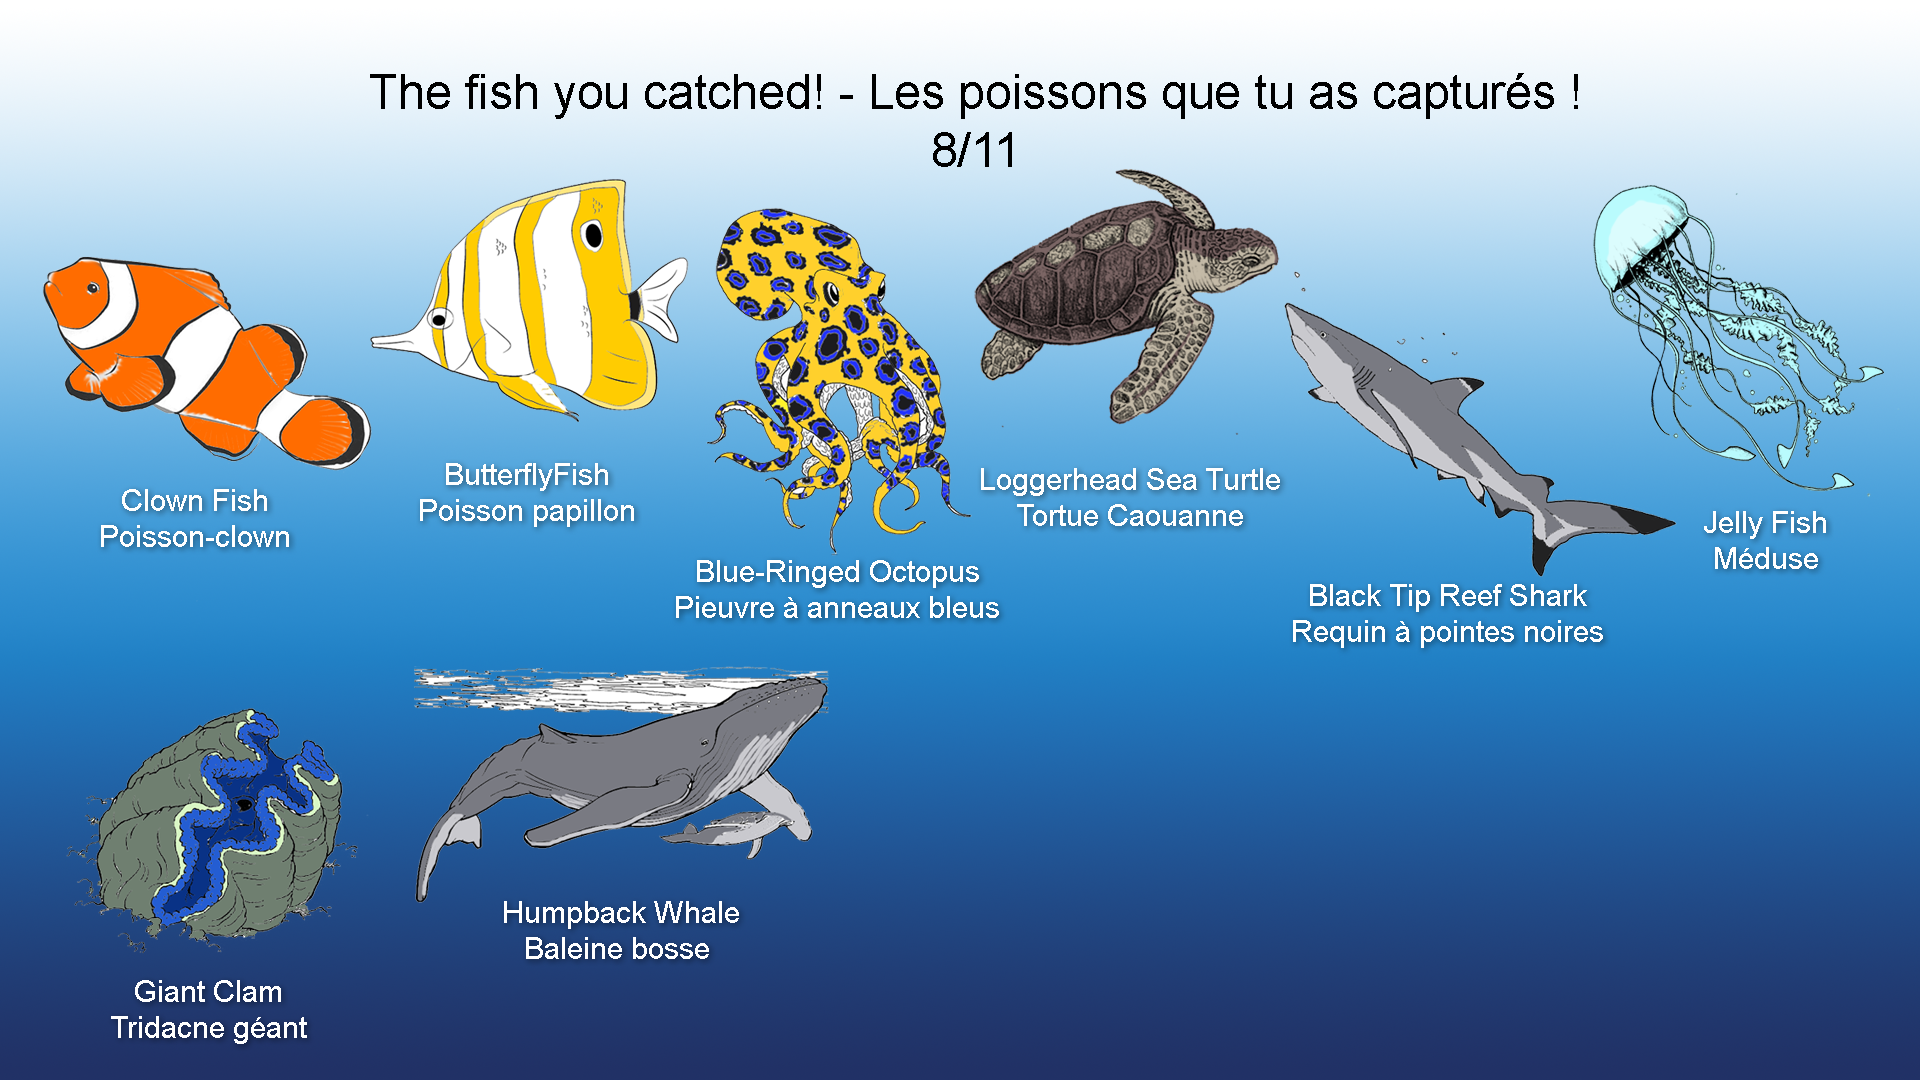 The fish you catched! - Les poissons que tu as capturés !
8/11
Clown Fish
Poisson-clown
ButterflyFish
Poisson papillon
Blue-Ringed Octopus
Pieuvre à anneaux bleus
Loggerhead Sea Turtle
Tortue Caouanne
Black Tip Reef Shark
Requin à pointes noires
Jelly Fish
Méduse
Giant Clam
Tridacne géant
Humpback Whale
Baleine bosse